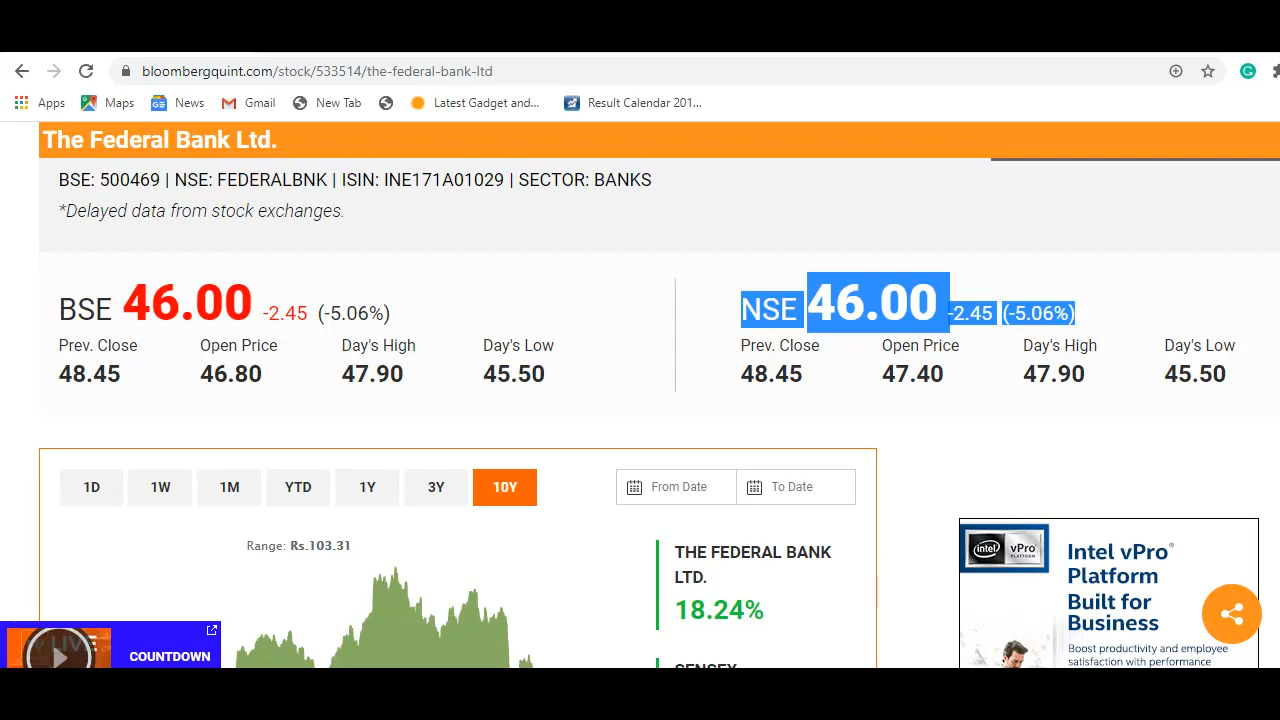 bloombergquint.com/stock/533514/the-federal-bank-ltd
Apps Maps News Gmail New Tab Latest Gadget and... Result Calendar 201...
The Federal Bank Ltd.
BSE: 500469 | NSE: FEDERALBNK | ISIN: INE171A01029 | SECTOR: BANKS
*Delayed data from stock exchanges.
BSE 46.00 -2.45 (-5.06%)
Prev. Close Open Price Day's High Day's Low
48.45 46.80 47.90 45.50
NSE 46.00 -2.45 (-5.06%)
Prev. Close Open Price Day's High Day's Low
48.45 47.40 47.90 45.50
1D 1W 1M YTD 1Y 3Y 10Y
From Date To Date
Range: Rs.103.31
THE FEDERAL BANK
LTD.
18.24%
SENSEX
LIVE
COUNTDOWN
intel vPro
PLATFORM
Intel vPro®
Platform
Built for
Business
Boost productivity and employee
satisfaction with performance